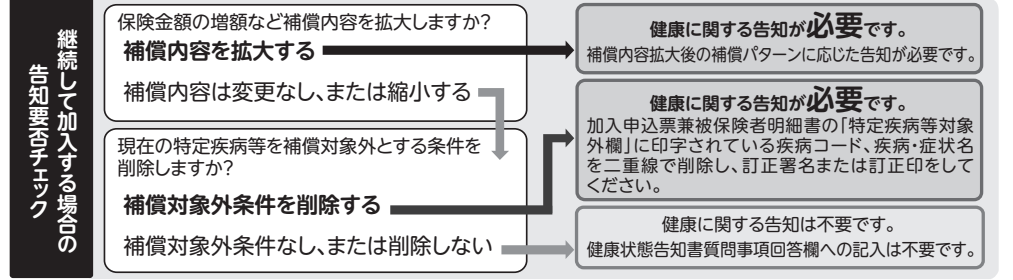 継続して加入する場合の
告知要否チェック
保険金額の増額など補償内容を拡大しますか?
補償内容を拡大する
補償内容は変更なし、または縮小する
健康に関する告知が必要です。
補償内容拡大後の補償パターンに応じた告知が必要です。
現在の特定疾病等を補償対象外とする条件を
削除しますか?
補償対象外条件を削除する
補償対象外条件なし、または削除しない
健康に関する告知が必要です。
加入申込票兼被保険者明細書の「特定疾病等対象
外欄」に印字されている疾病コード、疾病・症状名
を二重線で削除し、訂正署名または訂正印をして
ください。
健康に関する告知は不要です。
健康状態告知書質問事項回答欄への記入は不要です。